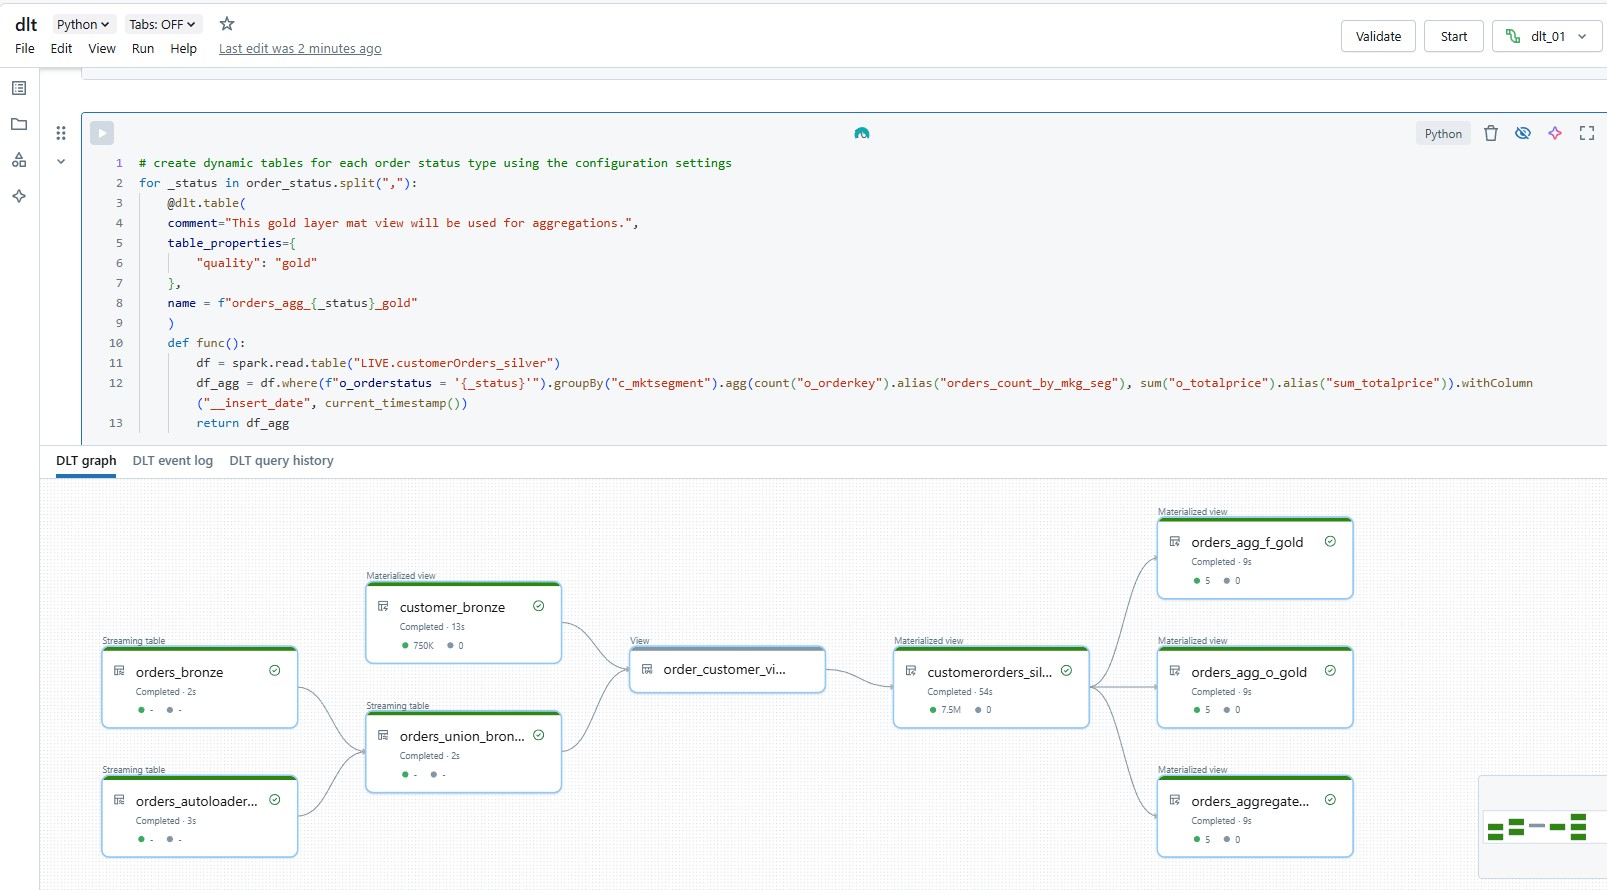 dlt Python Tabs: OFF
File Edit View Run Help Last edit was 2 minutes ago
Validate Start dlt_01
Python
1 # create dynamic tables for each order status type using the configuration settings
2 for _status in order_status.split(","):
3 @dlt.table(
4 comment="This gold layer mat view will be used for aggregations.",
5 table_properties={
6 "quality": "gold"
7 },
8 name = f"orders_agg_{_status}_gold"
9 )
10 def func():
11 df = spark.read.table("LIVE.customerOrders_silver")
12 df_agg = df.where(f"o_orderstatus = '{_status}'").groupBy("c_mktsegment").agg(count("o_orderkey").alias("orders_count_by_mkg_seg"), sum("o_totalprice").alias("sum_totalprice")).withColumn
("__insert_date", current_timestamp())
13 return df_agg
DLT graph DLT event log DLT query history
Streaming table
orders_bronze
Completed · 2s
- -
Streaming table
orders_autoloader...
Completed · 3s
- -
Materialized view
customer_bronze
Completed · 13s
750K 0
Streaming table
orders_union_bron...
Completed · 2s
- -
View
order_customer_vi...
Materialized view
customerorders_sil...
Completed · 54s
7.5M 0
Materialized view
orders_agg_f_gold
Completed · 9s
5 0
Materialized view
orders_agg_o_gold
Completed · 9s
5 0
Materialized view
orders_aggregate...
Completed · 9s
5 0